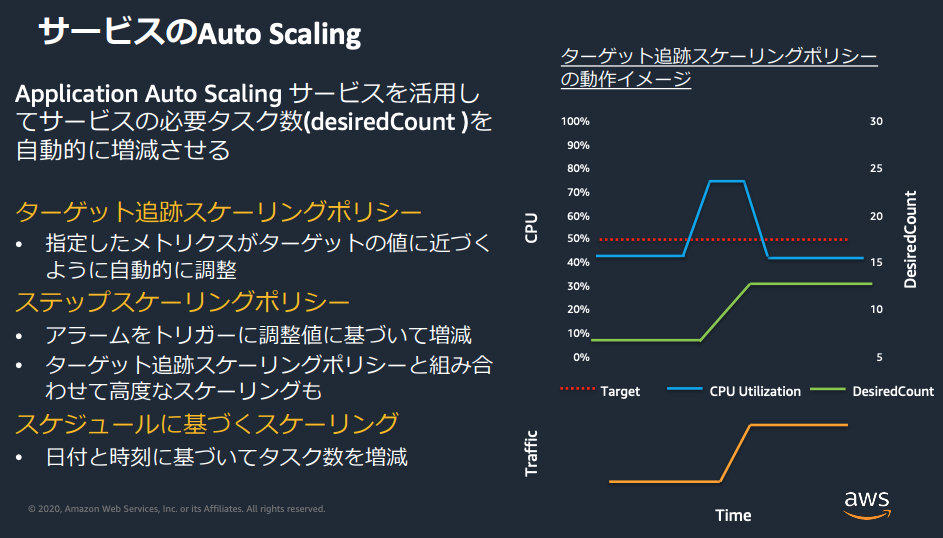 サービスのAuto Scaling
Application Auto Scaling サービスを活用し
てサービスの必要タスク数(desiredCount )を
自動的に増減させる
ターゲット追跡スケーリングポリシー
• 指定したメトリクスがターゲットの値に近づく
ように自動的に調整
ステップスケーリングポリシー
• アラームをトリガーに調整値に基づいて増減
• ターゲット追跡スケーリングポリシーと組み合
わせて高度なスケーリングも
スケジュールに基づくスケーリング
• 日付と時刻に基づいてタスク数を増減
ターゲット追跡スケーリングポリシー
の動作イメージ
100%
90%
80%
70%
60%
50%
40%
30%
20%
10%
0%
CPU
30
25
20
15
10
5
DesiredCount
Target
CPU Utilization
DesiredCount
Traffic
Time
© 2020, Amazon Web Services, Inc. or its Affiliates. All rights reserved.
aws